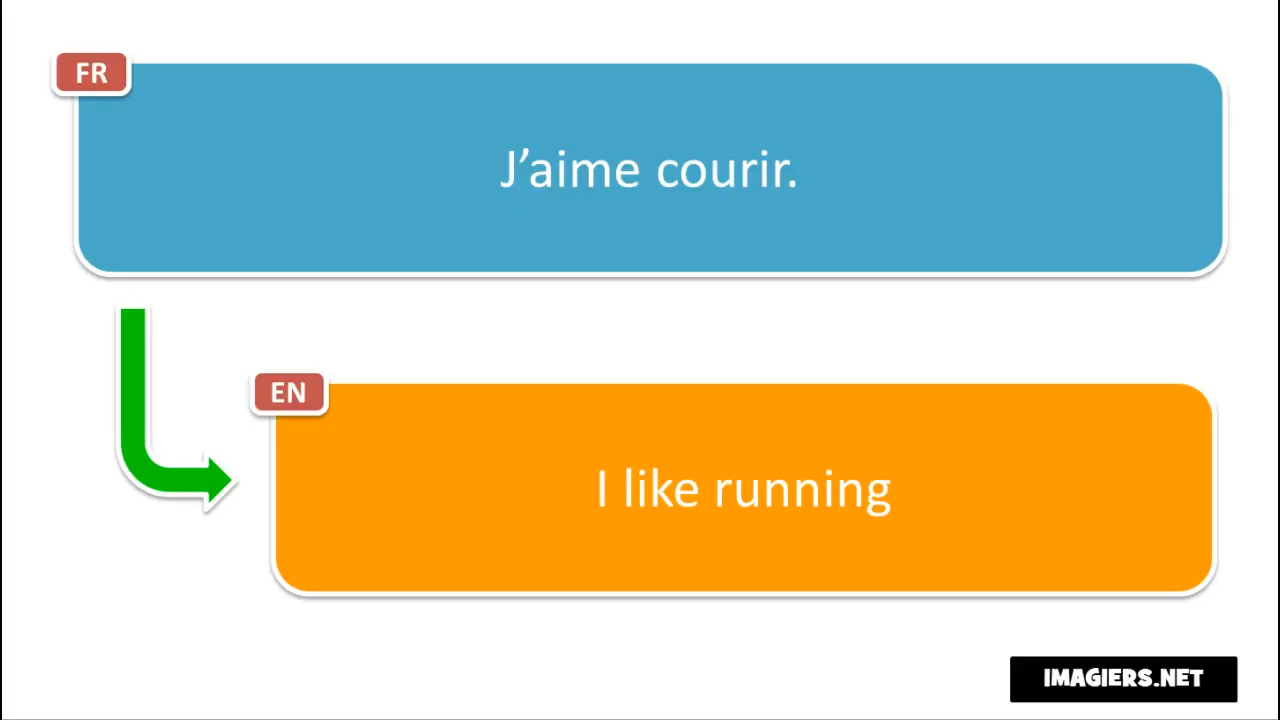 FR
J’aime courir.
EN
I like running
IMAGIERS.NET